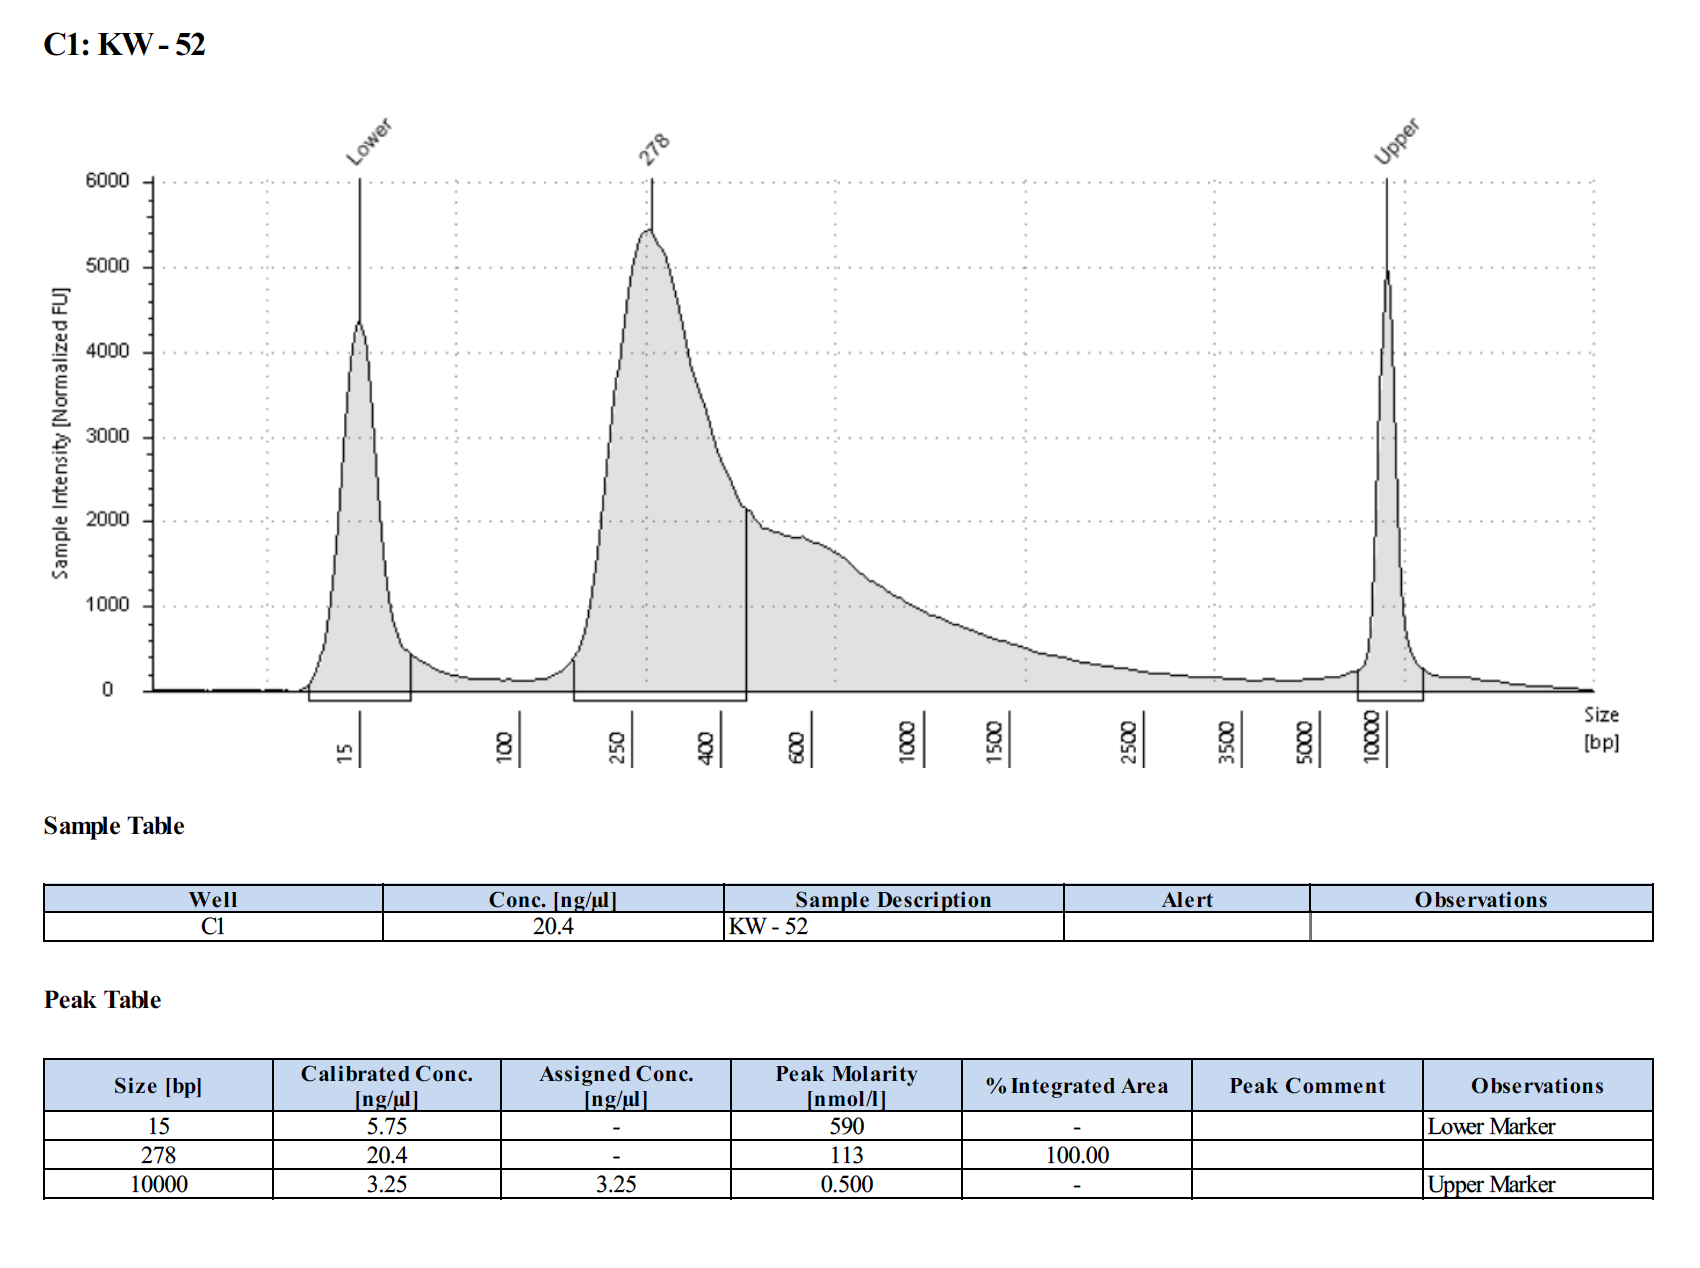 C1: KW - 52
Lower
278
Upper
6000
5000
4000
3000
2000
1000
0
Sample Intensity [Normalized FU]
15
100
250
400
600
1000
1500
2500
3500
5000
10000
Size
[bp]
Sample Table
Well Conc. [ng/µl] Sample Description Alert Observations
C1 20.4 KW - 52
Peak Table
Size [bp] Calibrated Conc. [ng/µl] Assigned Conc. [ng/µl] Peak Molarity [nmol/l] % Integrated Area Peak Comment Observations
15 5.75 - 590 - Lower Marker
278 20.4 - 113 100.00
10000 3.25 3.25 0.500 - Upper Marker